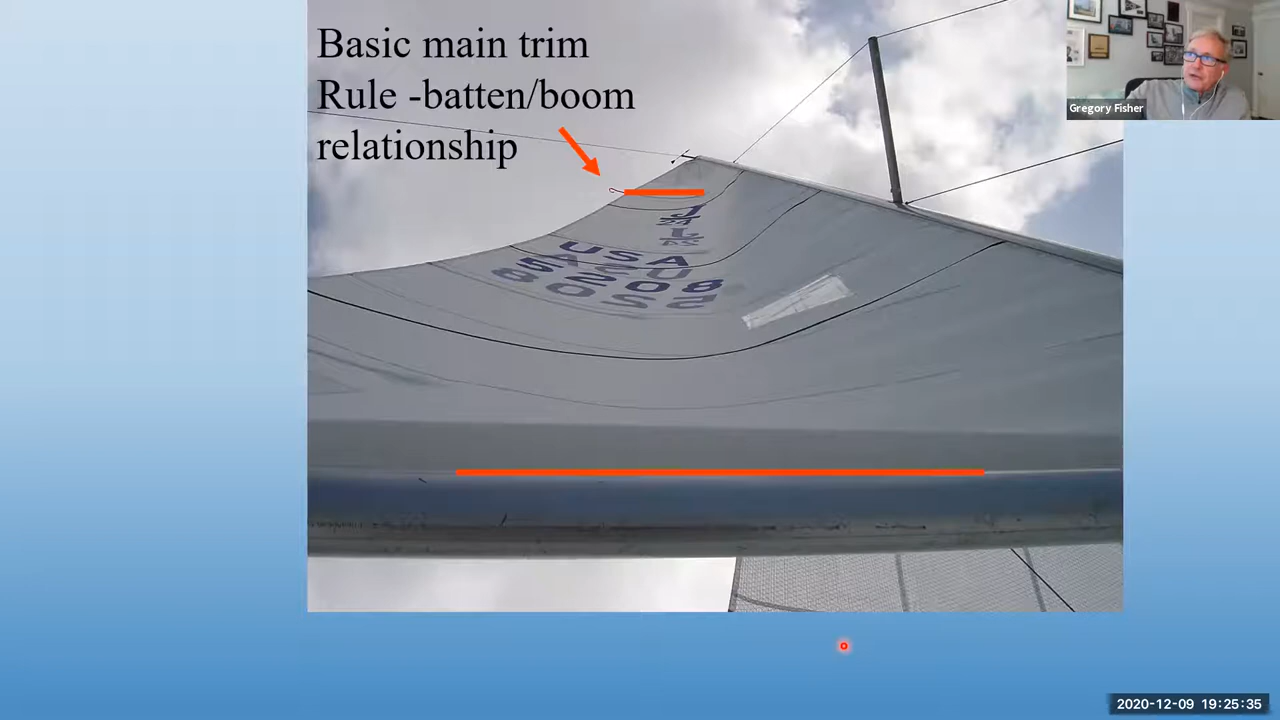 Basic main trim
Rule -batten/boom
relationship
Gregory Fisher
2020-12-09 19:25:35